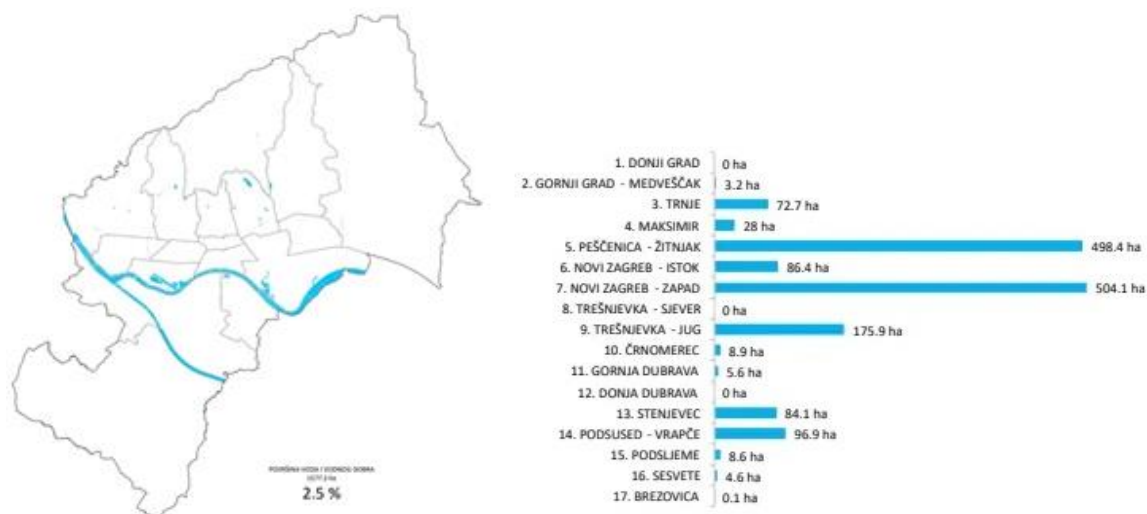 1. DONJI GRAD 0 ha
2. GORNJI GRAD - MEDVEŠČAK 3.2 ha
3. TRNJE 72.7 ha
4. MAKSIMIR 28 ha
5. PEŠČENICA - ŽITNJAK 498.4 ha
6. NOVI ZAGREB - ISTOK 86.4 ha
7. NOVI ZAGREB - ZAPAD 504.1 ha
8. TREŠNJEVKA - SJEVER 0 ha
9. TREŠNJEVKA - JUG 175.9 ha
10. ČRNOMEREC 8.9 ha
11. GORNJA DUBRAVA 5.6 ha
12. DONJA DUBRAVA 0 ha
13. STENJEVEC 84.1 ha
14. PODSUSED - VRAPČE 96.9 ha
15. PODSLJEME 8.6 ha
16. SESVETE 4.6 ha
17. BREZOVICA 0.1 ha
POVRŠINA VODA I VODNOG DOBRA
2.5 %